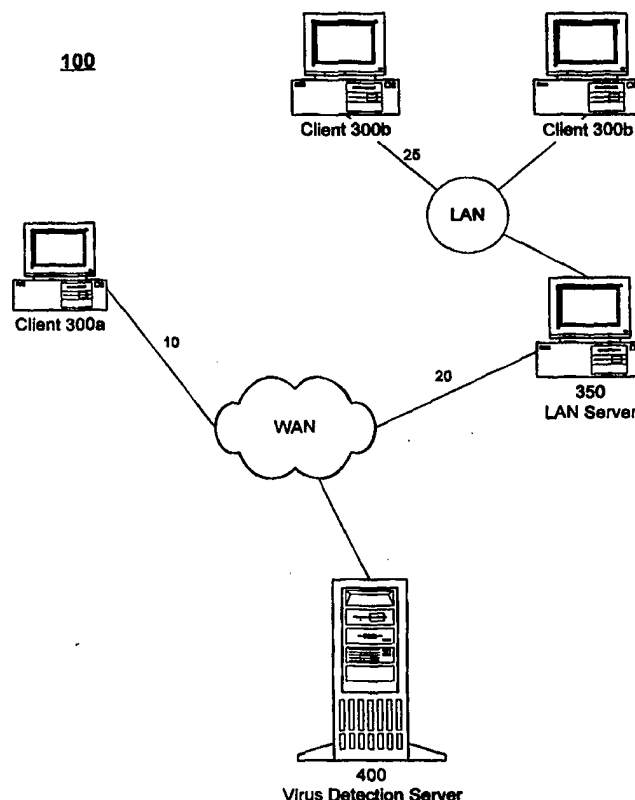 100
Client 300b
Client 300b
25
LAN
Client 300a
10
20
350
LAN Server
WAN
400
Virus Detection Server